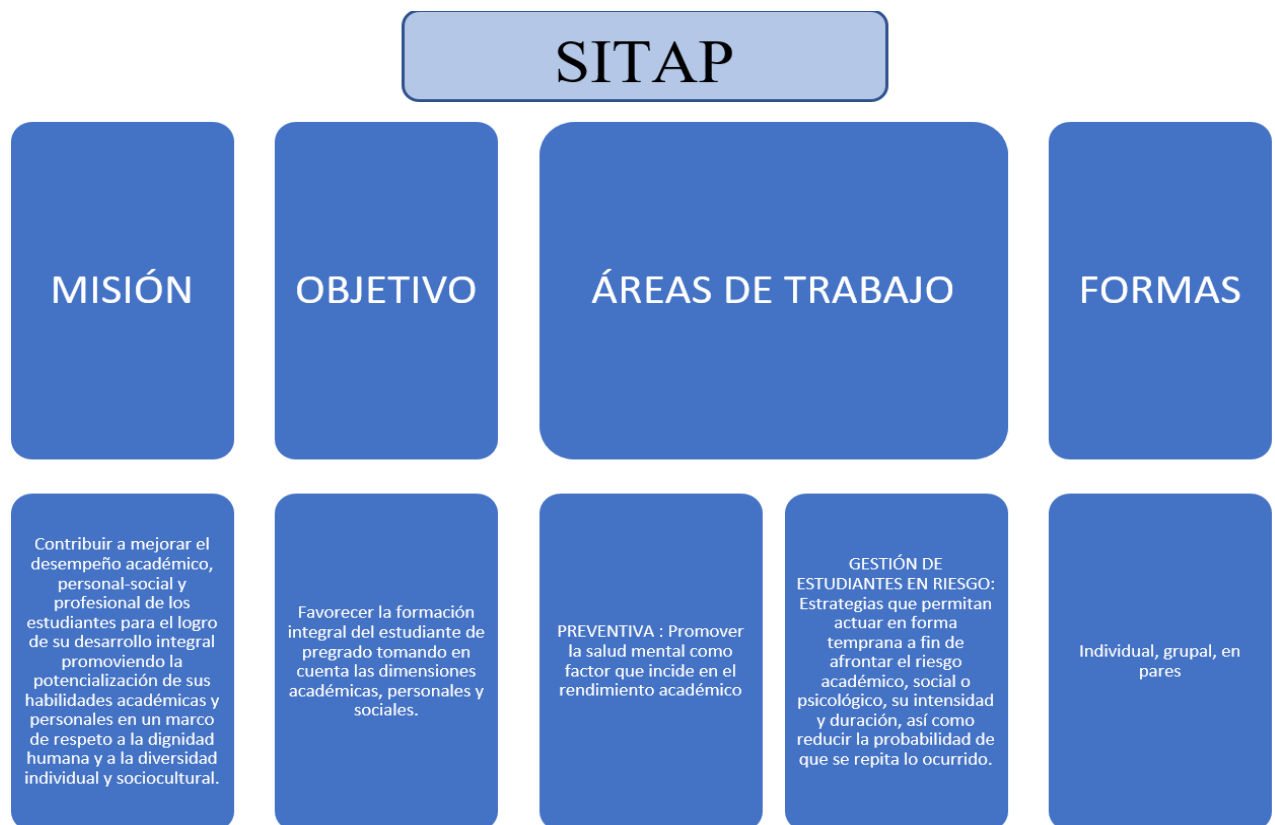 SITAP
MISIÓN
OBJETIVO
ÁREAS DE TRABAJO
FORMAS
Contribuir a mejorar el
desempeño académico,
personal-social y
profesional de los
estudiantes para el logro
de su desarrollo integral
promoviendo la
potencialización de sus
habilidades académicas y
personales en un marco
de respeto a la dignidad
humana y a la diversidad
individual y sociocultural.
Favorecer la formación
integral del estudiante de
pregrado tomando en
cuenta las dimensiones
académicas, personales y
sociales.
PREVENTIVA : Promover
la salud mental como
factor que incide en el
rendimiento académico
GESTIÓN DE
ESTUDIANTES EN RIESGO:
Estrategias que permitan
actuar en forma
temprana a fin de
afrontar el riesgo
académico, social o
psicológico, su intensidad
y duración, así como
reducir la probabilidad de
que se repita lo ocurrido.
Individual, grupal, en
pares